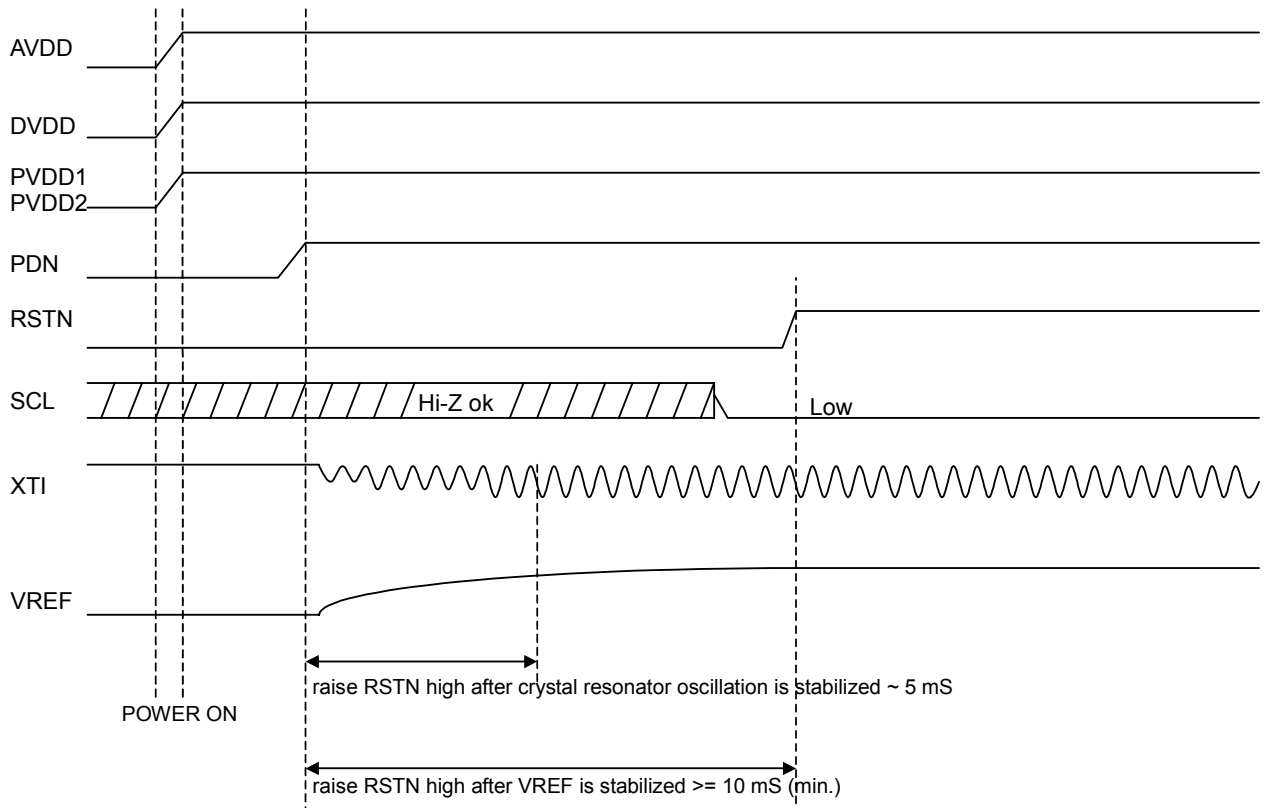 AVDD
DVDD
PVDD1
PVDD2
PDN
RSTN
SCL
Hi-Z ok
Low
XTI
VREF
raise RSTN high after crystal resonator oscillation is stabilized ~ 5 mS
POWER ON
raise RSTN high after VREF is stabilized >= 10 mS (min.)